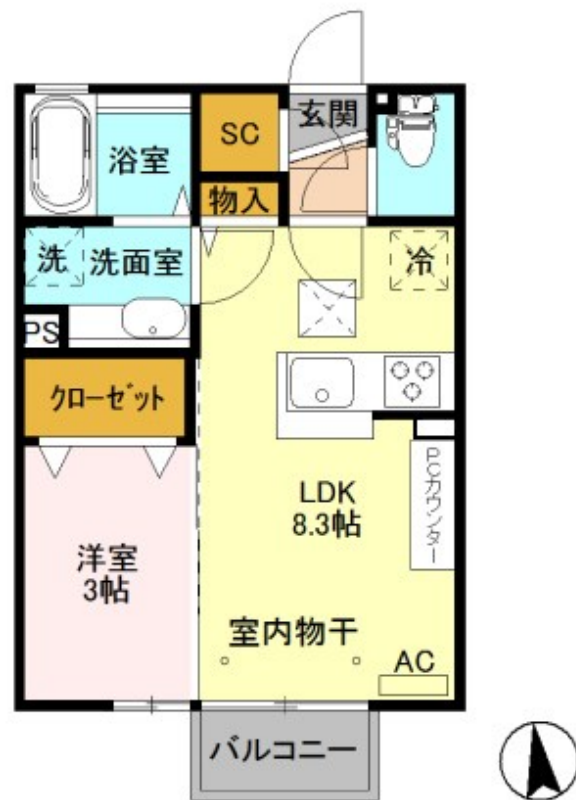 玄関
SC
浴室
物入
洗
洗面室
冷
PS
クローゼット
PCカウンター
LDK
8.3帖
洋室
3帖
室内物干
AC
バルコニー